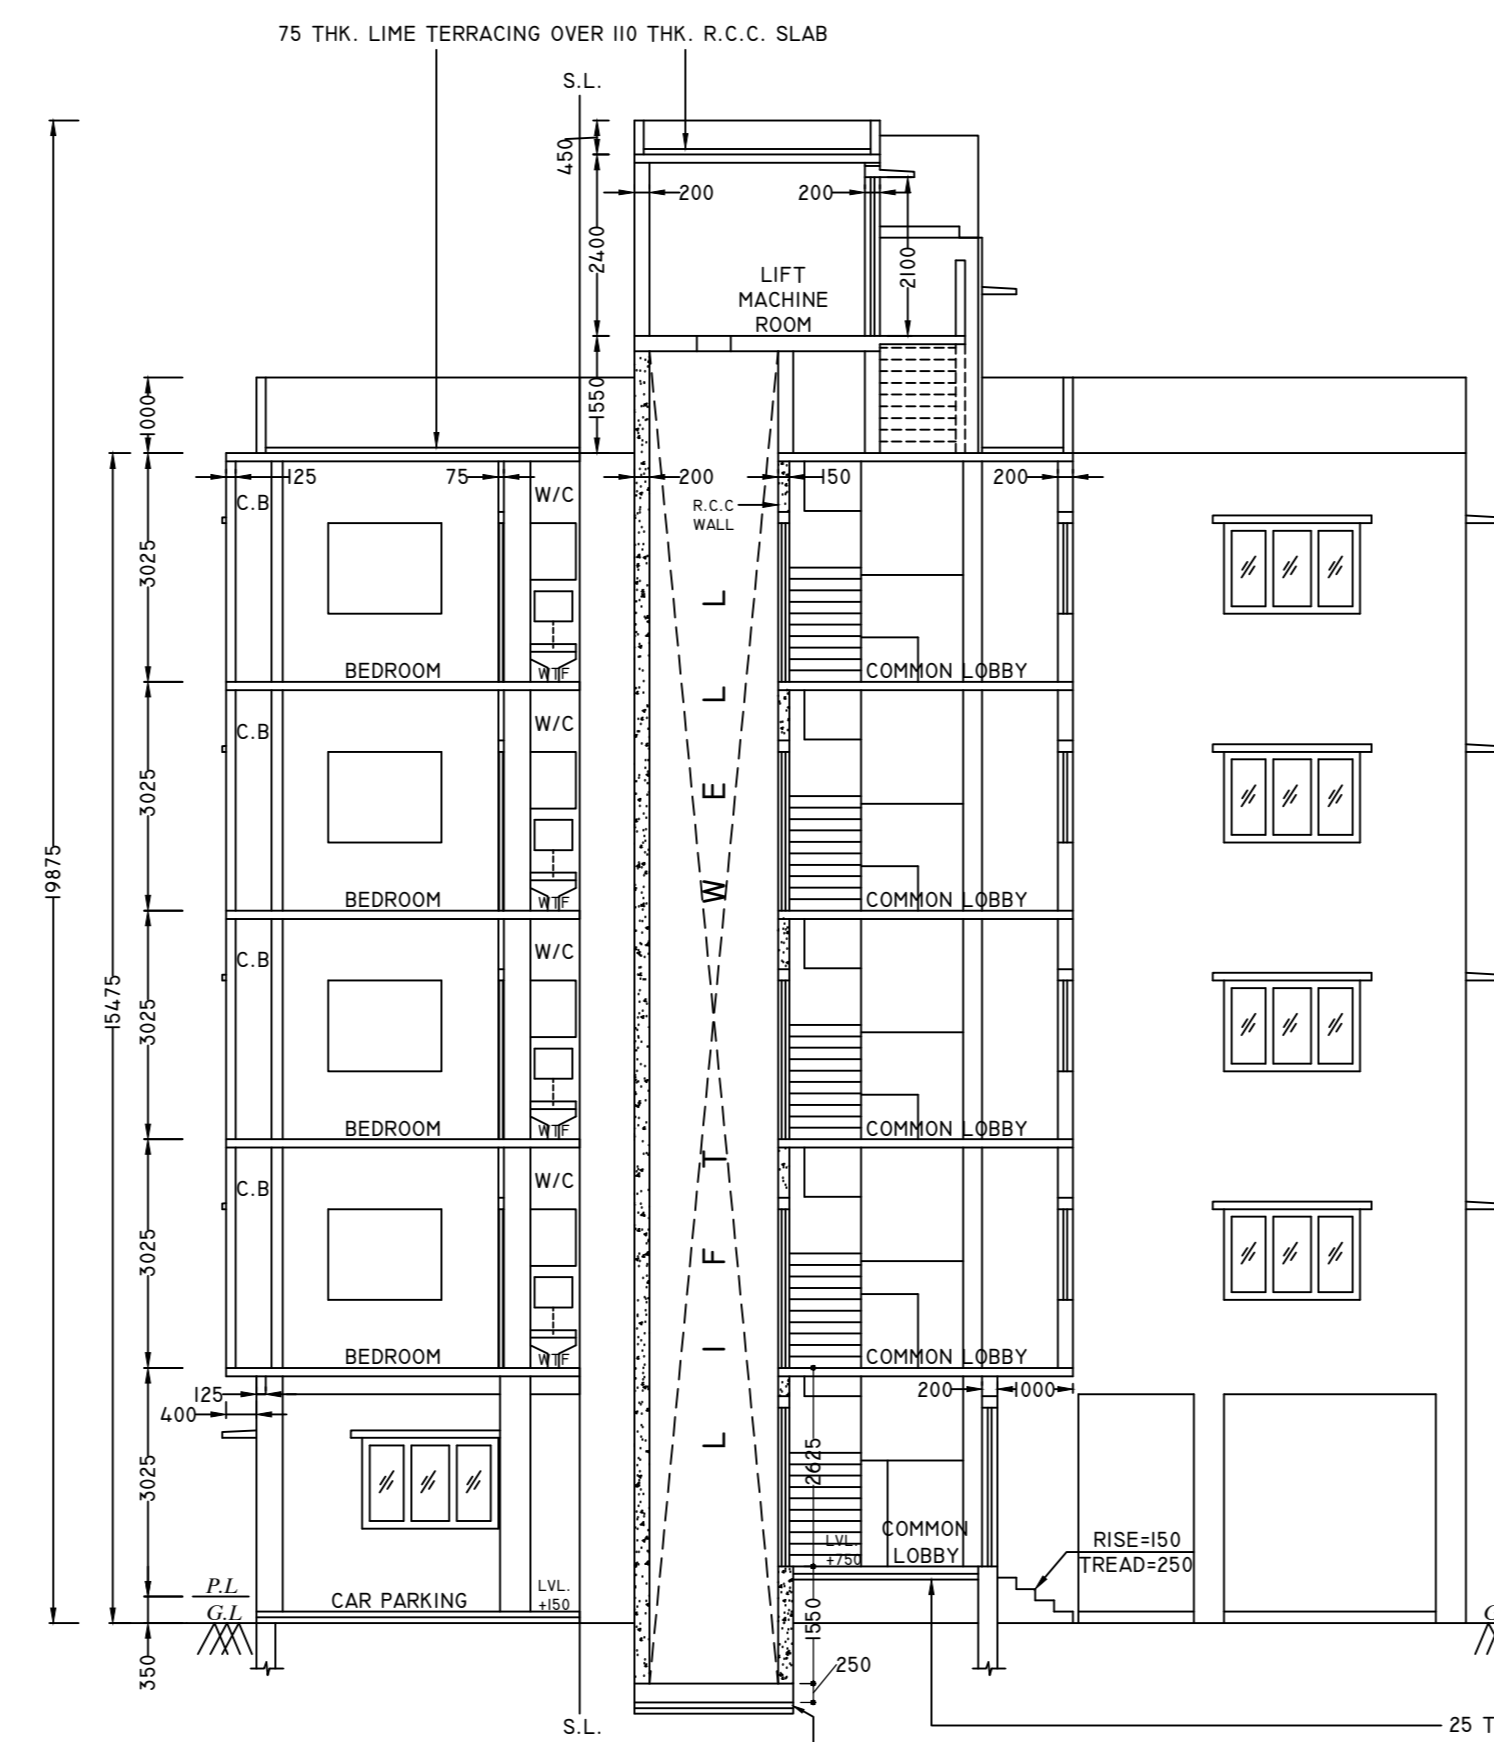 75 THK. LIME TERRACING OVER 110 THK. R.C.C. SLAB
S.L.
450
200
200
2400
2100
LIFT
MACHINE
ROOM
1550
1000
125
75
200
150
200
C.B
W/C
R.C.C
WALL
3025
BEDROOM
WTF
COMMON LOBBY
C.B
W/C
3025
BEDROOM
WTF
COMMON LOBBY
19875
C.B
W/C
15475
3025
BEDROOM
WTF
COMMON LOBBY
C.B
W/C
3025
BEDROOM
WTF
COMMON LOBBY
LIFT WELL
125
400
200
1000
3025
2625
COMMON
LOBBY
LVL.
+750
RISE=150
TREAD=250
P.L
G.L
CAR PARKING
LVL.
+150
1550
350
250
S.L.
25 T